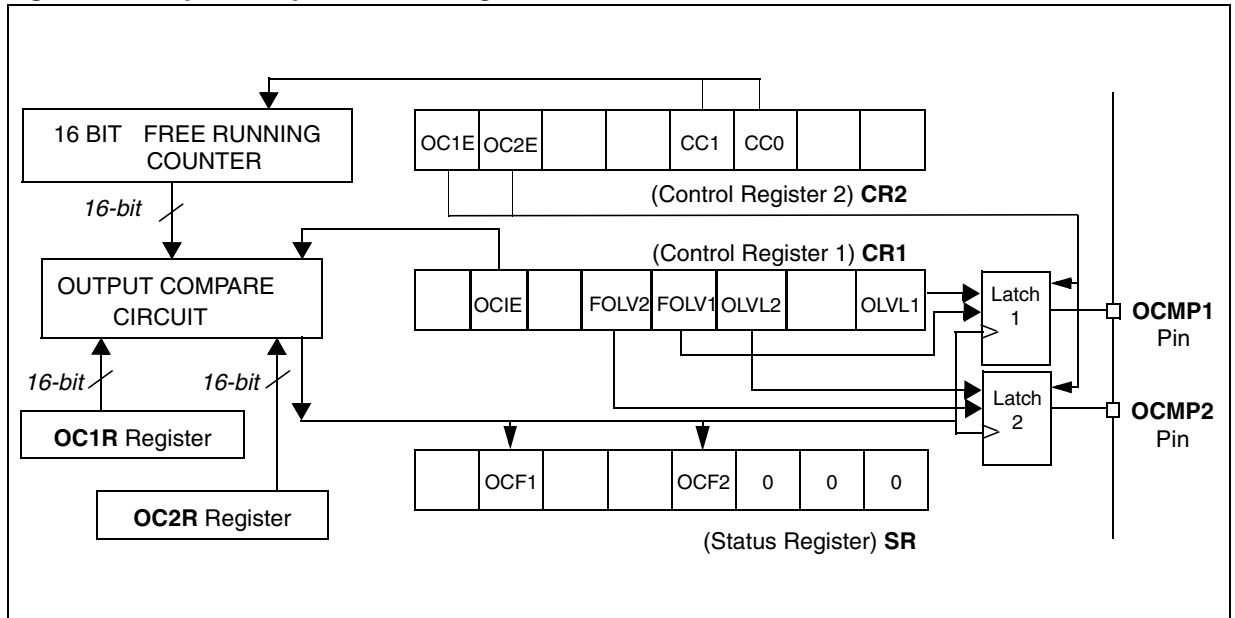 16 BIT FREE RUNNING
COUNTER
OC1E OC2E CC1 CC0
(Control Register 2) CR2
16-bit
(Control Register 1) CR1
OUTPUT COMPARE
CIRCUIT
OCIE FOLV2 FOLV1 OLVL2 OLVL1
Latch
1
OCMP1
Pin
16-bit 16-bit
Latch
2
OCMP2
Pin
OC1R Register
OCF1 OCF2 0 0 0
OC2R Register
(Status Register) SR